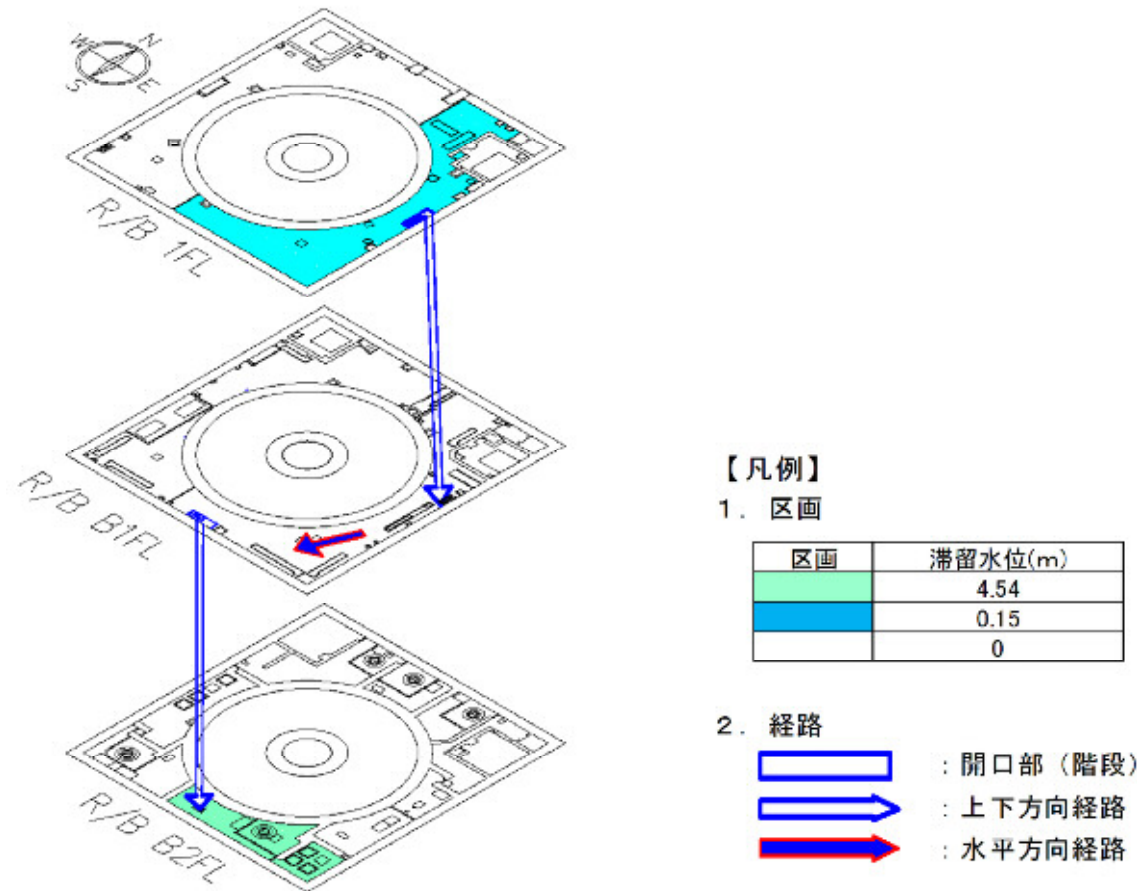 N
W
S
E
R/B 1FL
R/B B1FL
R/B B2FL
【凡例】
1. 区画
区画 滞留水位(m)
4.54
0.15
0
2. 経路
：開口部（階段）
：上下方向経路
：水平方向経路